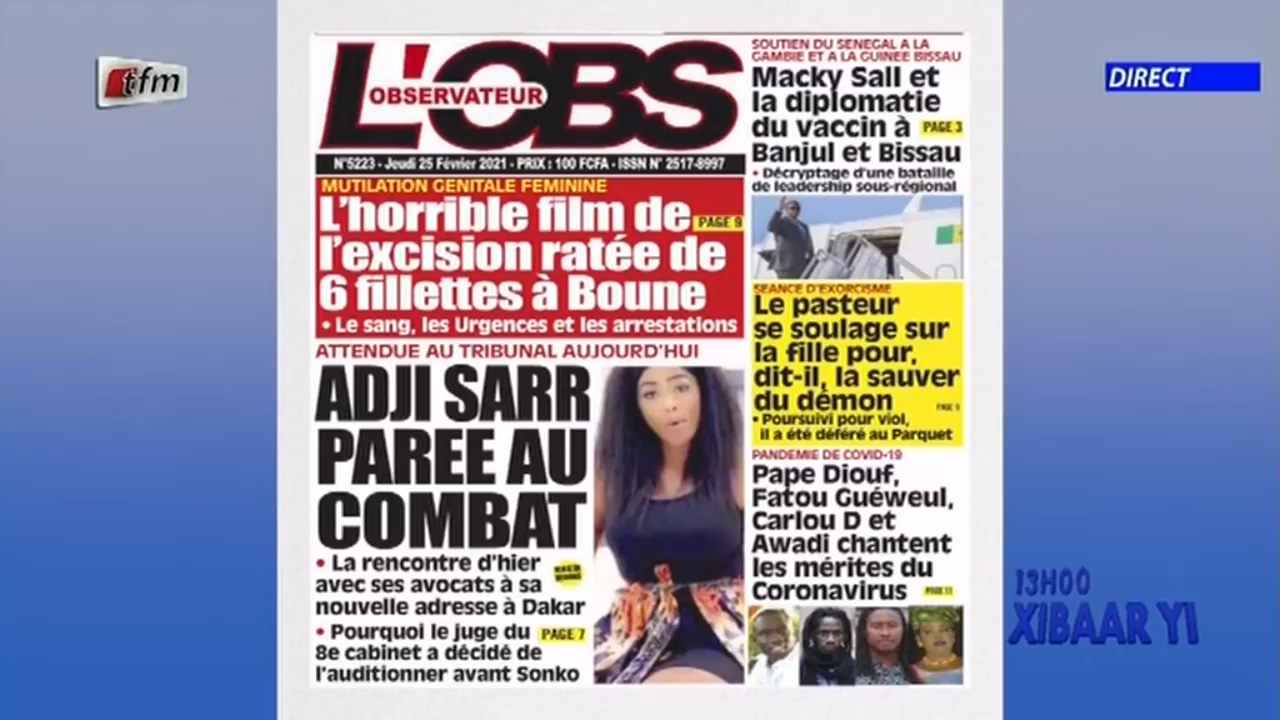 tfm
DIRECT
L'OBS
OBSERVATEUR
N°5223 - Jeudi 25 Février 2021 - PRIX : 100 FCFA - ISSN N° 2517-8997
MUTILATION GENITALE FEMININE
L'horrible film de PAGE 9
l'excision ratée de
6 fillettes à Boune
• Le sang, les Urgences et les arrestations
ATTENDUE AU TRIBUNAL AUJOURD'HUI
ADJI SARR
PAREE AU
COMBAT
• La rencontre d'hier
avec ses avocats à sa
nouvelle adresse à Dakar
• Pourquoi le juge du PAGE 7
8e cabinet a décidé de
l'auditionner avant Sonko
SOUTIEN DU SENEGAL A LA
GAMBIE ET A LA GUINEE BISSAU
Macky Sall et
la diplomatie
du vaccin à PAGE 3
Banjul et Bissau
• Décryptage d'une bataille
de leadership sous-régional
SEANCE D'EXORCISME
Le pasteur
se soulage sur
la fille pour,
dit-il, la sauver
du démon
• Poursuivi pour viol,
il a été déféré au Parquet
PANDEMIE DE COVID-19
Pape Diouf,
Fatou Guéweul,
Carlou D et
Awadi chantent
les mérites du
Coronavirus PAGE 11
13H00
XIBAAR YI